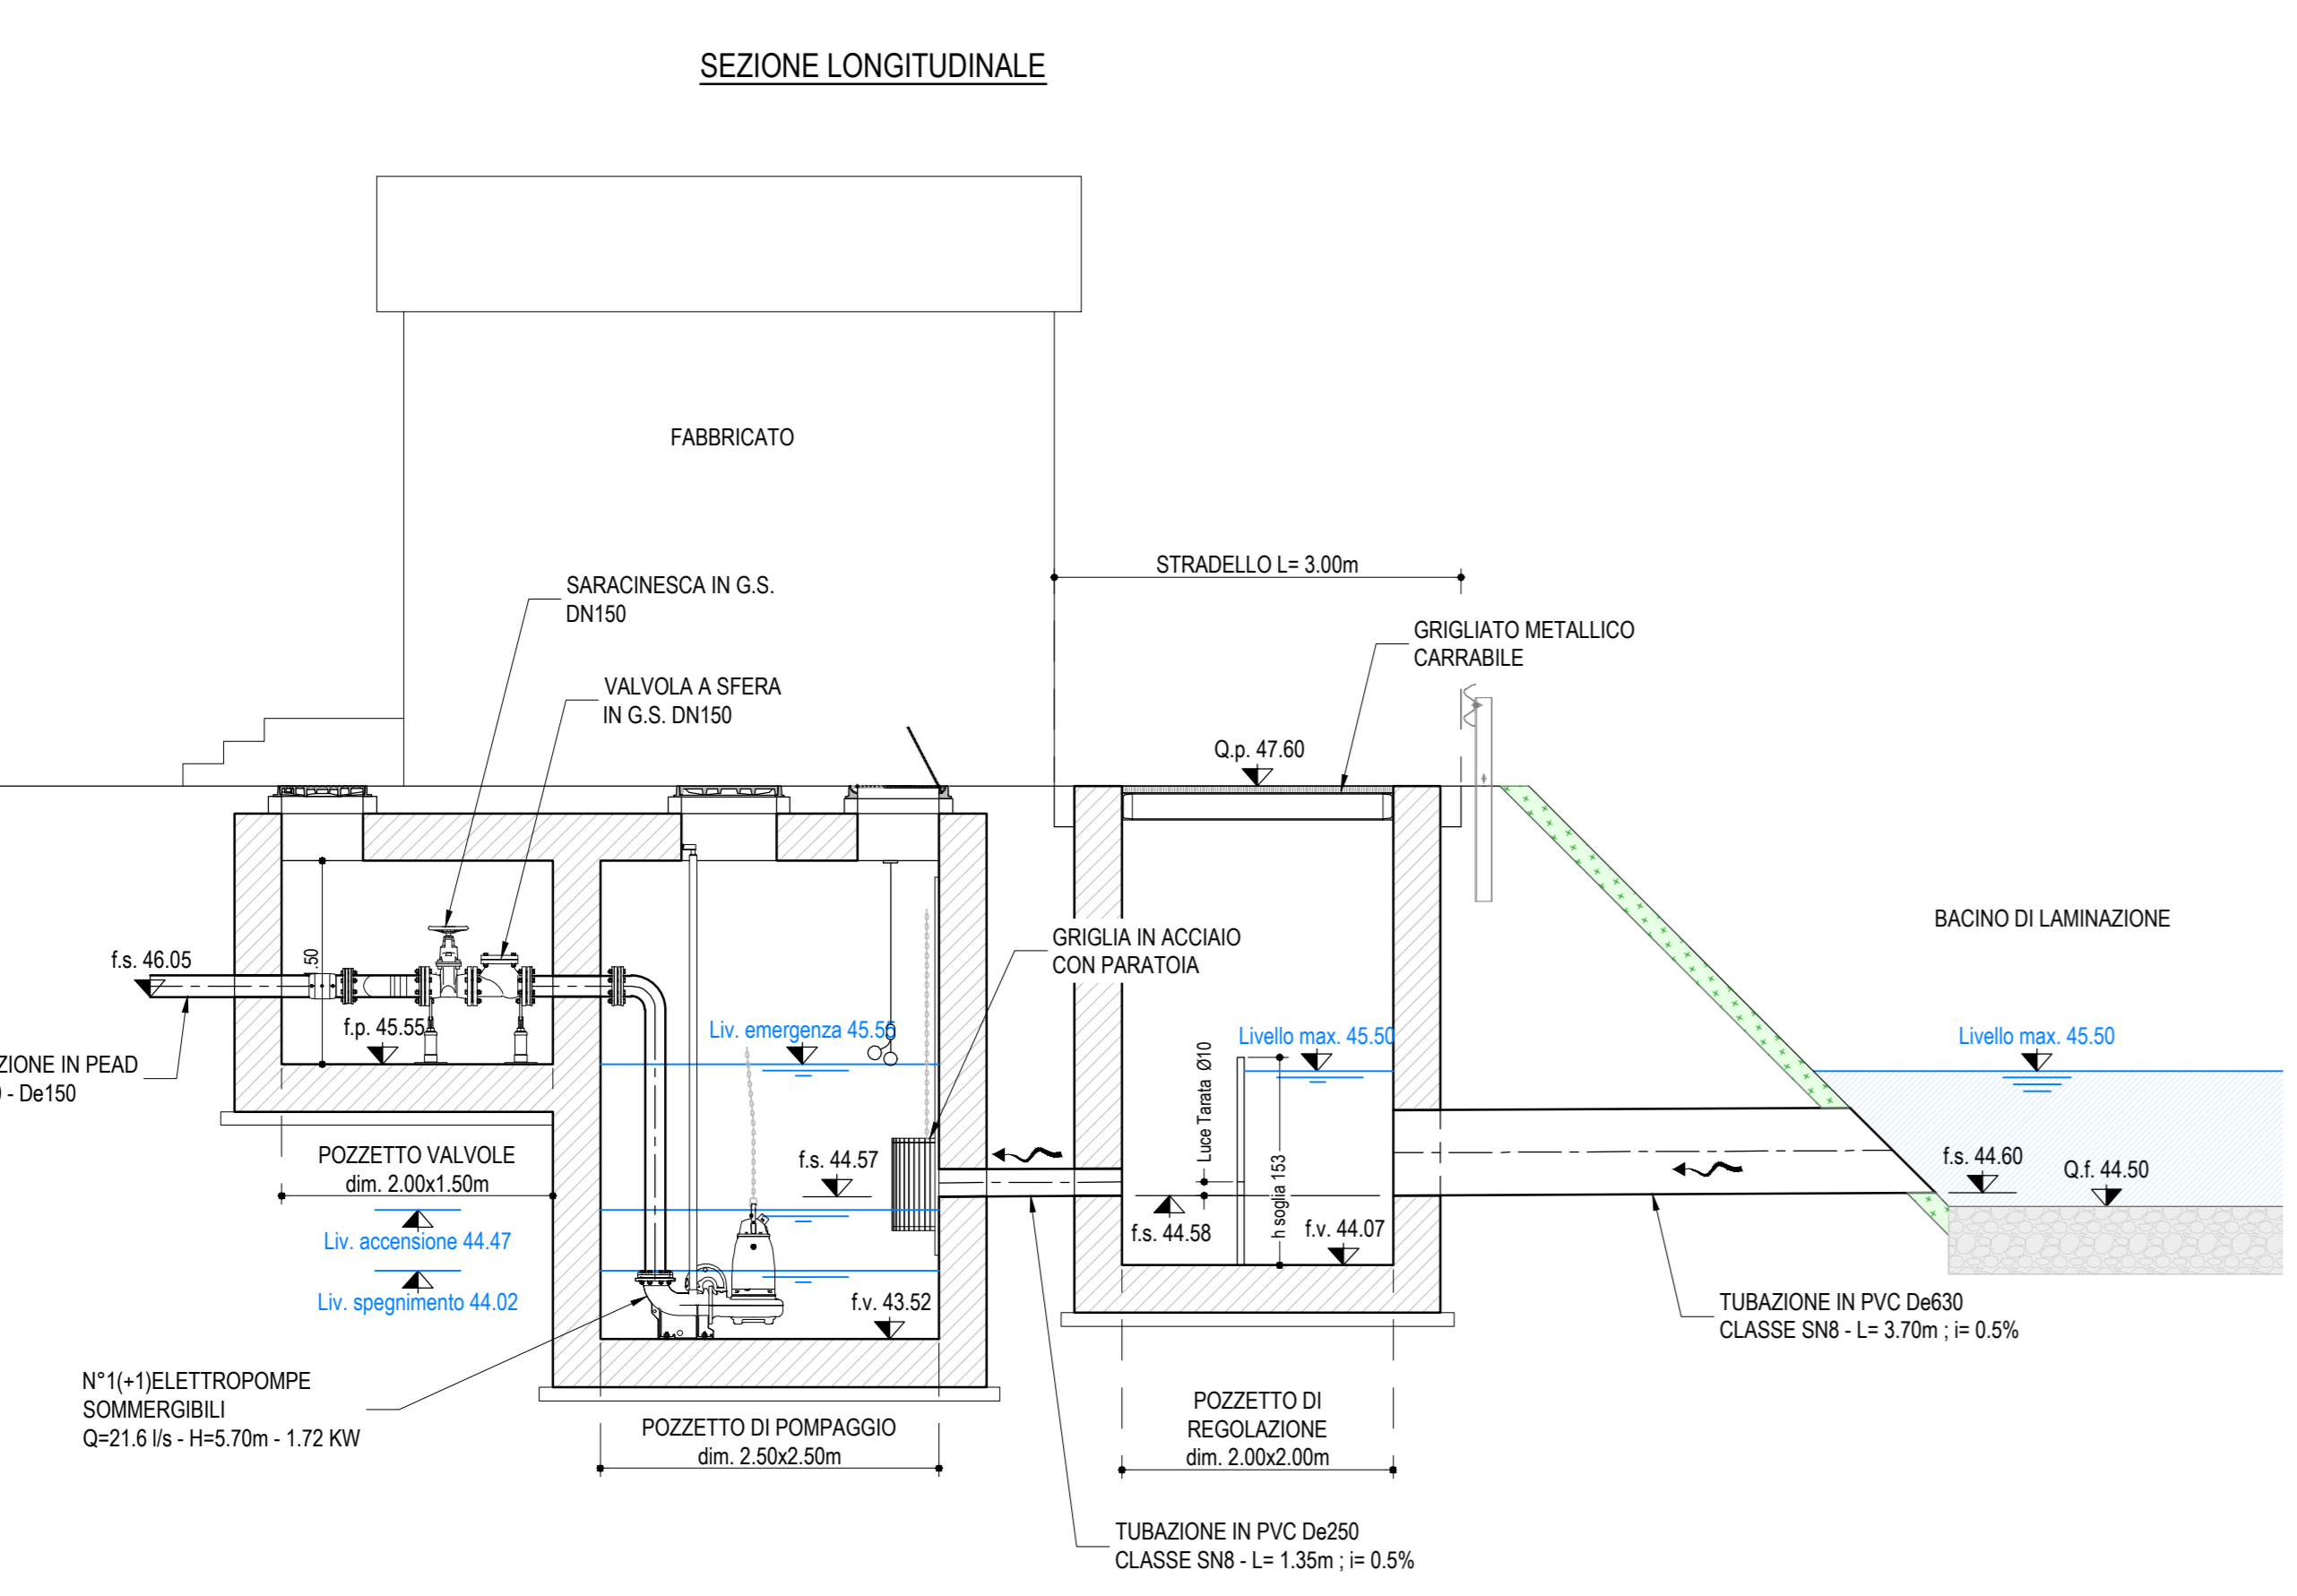 SEZIONE LONGITUDINALE
FABBRICATO
STRADELLO L= 3.00m
SARACINESCA IN G.S.
DN150
GRIGLIATO METALLICO
CARRABILE
VALVOLA A SFERA
IN G.S. DN150
Q.p. 47.60
BACINO DI LAMINAZIONE
GRIGLIA IN ACCIAIO
CON PARATOIA
f.s. 46.05
.50
f.p. 45.55
Liv. emergenza 45.55
Livello max. 45.50
Livello max. 45.50
ZIONE IN PEAD
- De150
Luce Tarata Ø10
h soglia 153
POZZETTO VALVOLE
dim. 2.00x1.50m
f.s. 44.57
f.s. 44.60
Q.f. 44.50
f.s. 44.58
f.v. 44.07
Liv. accensione 44.47
Liv. spegnimento 44.02
f.v. 43.52
TUBAZIONE IN PVC De630
CLASSE SN8 - L= 3.70m ; i= 0.5%
N°1(+1)ELETTROPOMPE
SOMMERGIBILI
Q=21.6 l/s - H=5.70m - 1.72 KW
POZZETTO DI POMPAGGIO
dim. 2.50x2.50m
POZZETTO DI
REGOLAZIONE
dim. 2.00x2.00m
TUBAZIONE IN PVC De250
CLASSE SN8 - L= 1.35m ; i= 0.5%